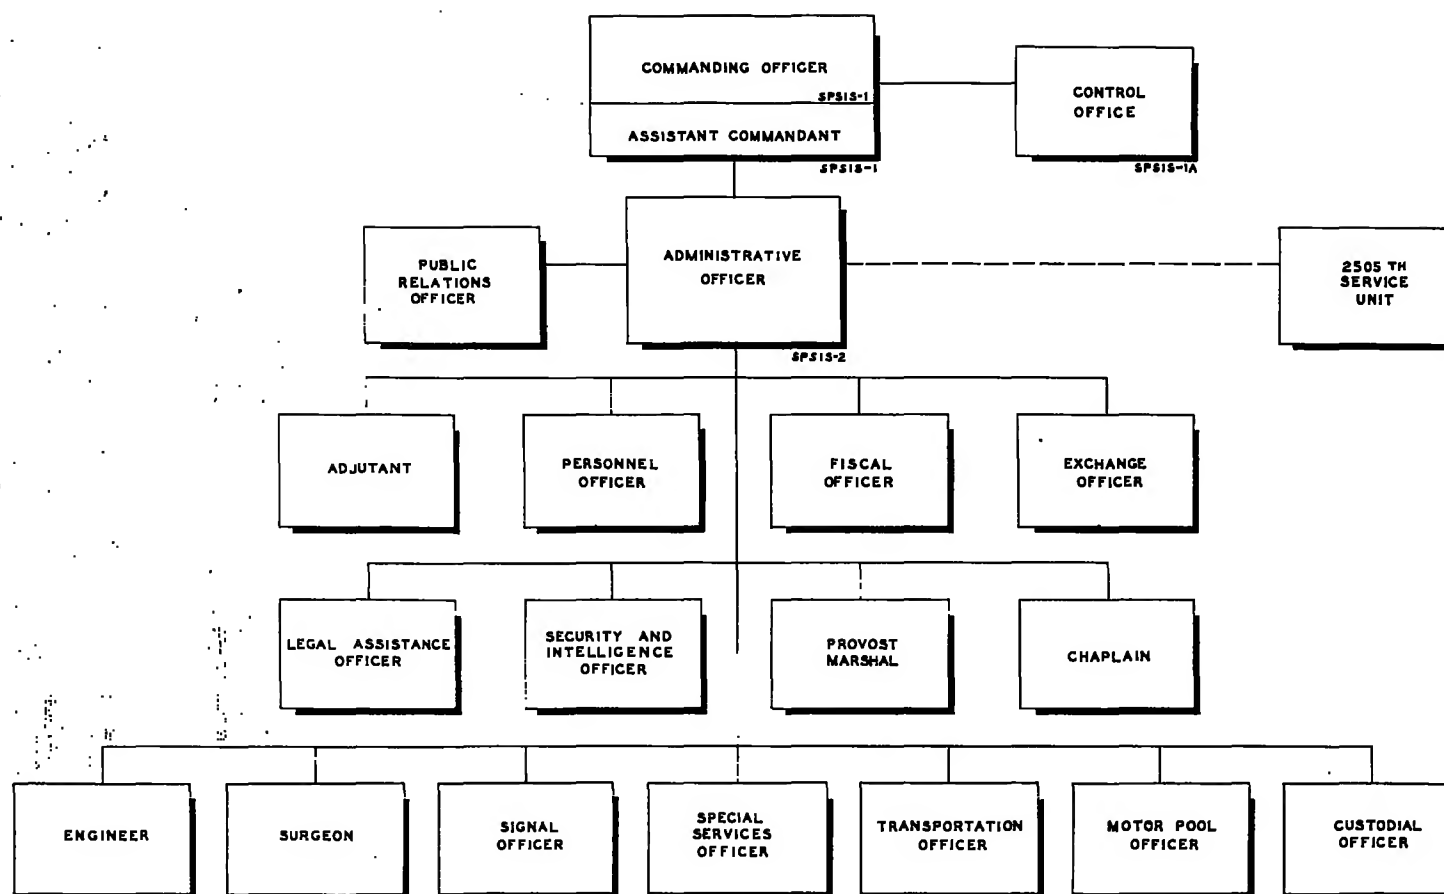 COMMANDING OFFICER
SPSIS-1
ASSISTANT COMMANDANT
SPSIS-1
CONTROL
OFFICE
SPSIS-1A
PUBLIC
RELATIONS
OFFICER
ADMINISTRATIVE
OFFICER
SPSIS-2
2505 TH
SERVICE
UNIT
ADJUTANT
PERSONNEL
OFFICER
FISCAL
OFFICER
EXCHANGE
OFFICER
LEGAL ASSISTANCE
OFFICER
SECURITY AND
INTELLIGENCE
OFFICER
PROVOST
MARSHAL
CHAPLAIN
ENGINEER
SURGEON
SIGNAL
OFFICER
SPECIAL
SERVICES
OFFICER
TRANSPORTATION
OFFICER
MOTOR POOL
OFFICER
CUSTODIAL
OFFICER